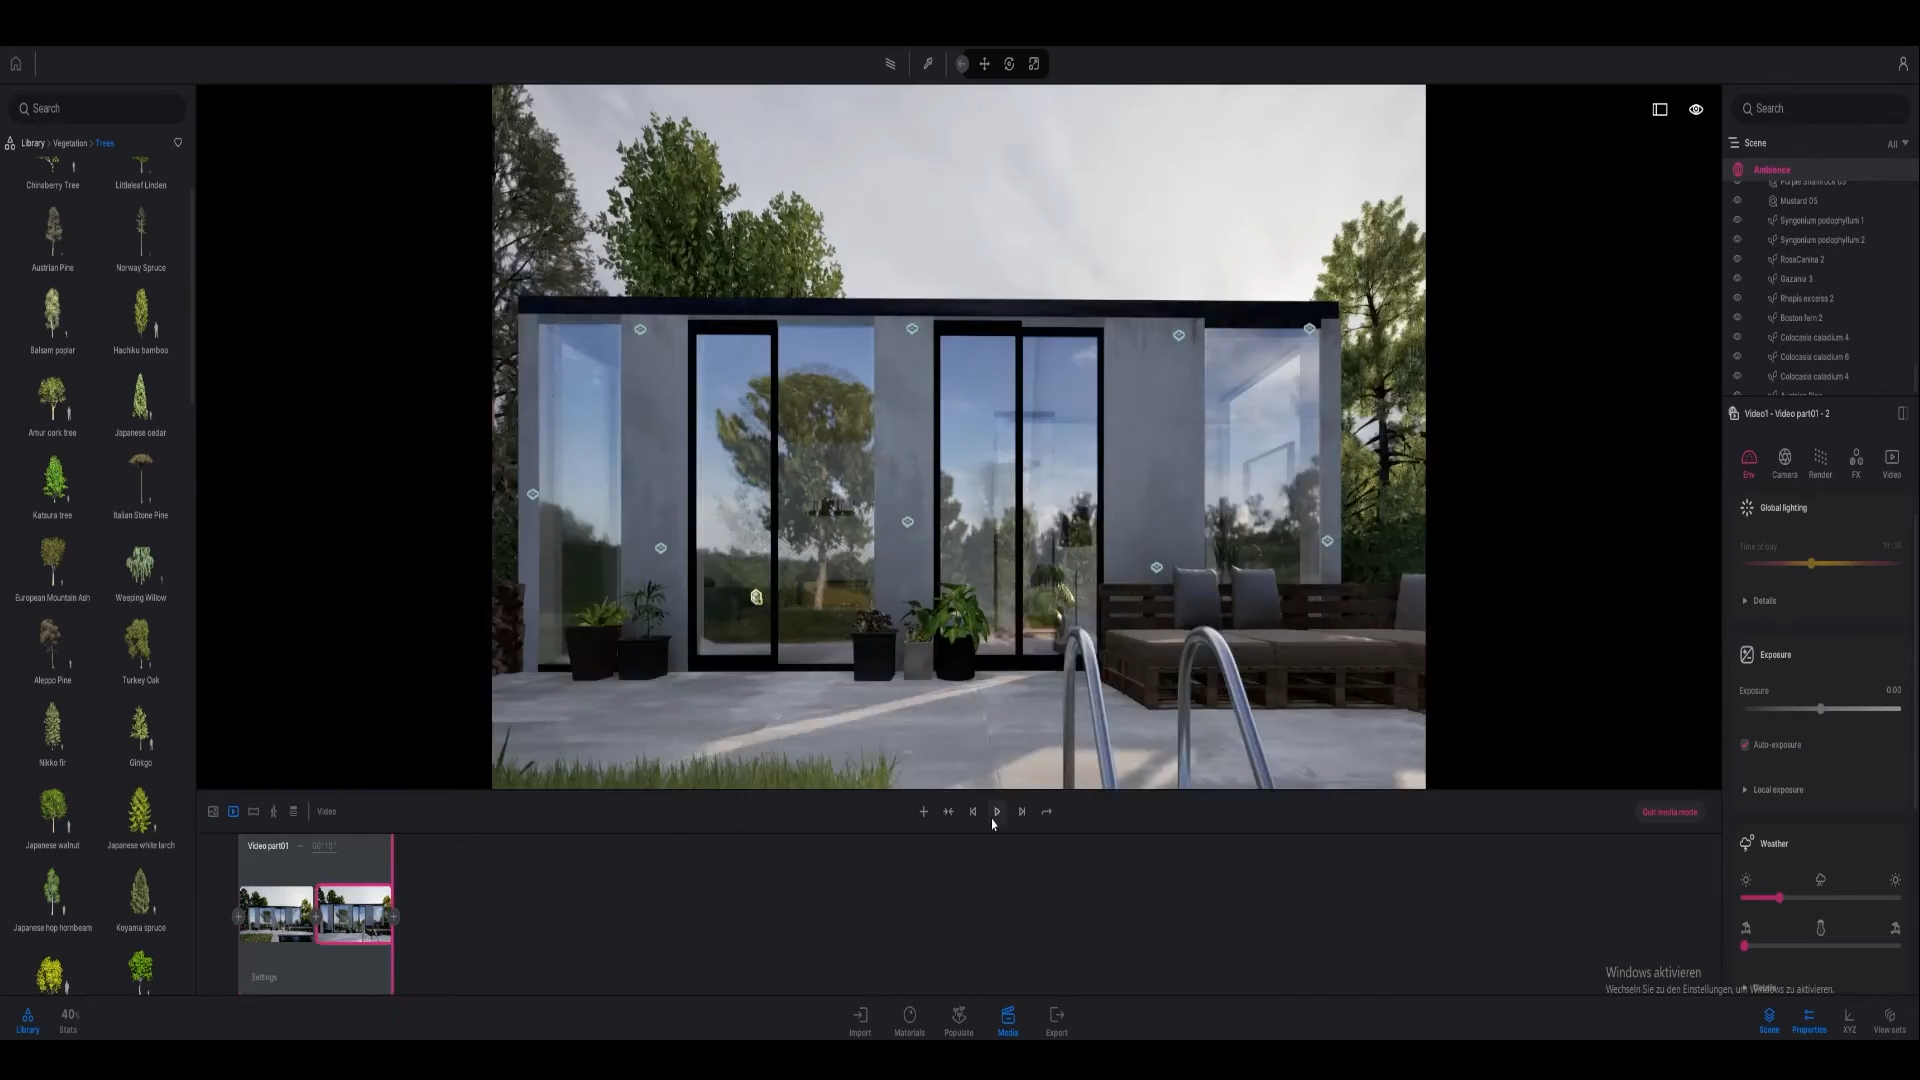 Search
Library > Vegetation > Trees
Chinaberry Tree
Littleleaf Linden
Austrian Pine
Norway Spruce
Balsam poplar
Hachiku bamboo
Amur cork tree
Japanese cedar
Katsura tree
Italian Stone Pine
European Mountain Ash
Weeping Willow
Aleppo Pine
Turkey Oak
Nikko fir
Ginkgo
Japanese walnut
Japanese white larch
Japanese hop hornbeam
Koyama spruce
Library
40%
Stats
Video
Quit media mode
Video part01
00'10"
Settings
Import
Materials
Populate
Media
Export
Search
Scene
All
Ambience
Purple Shamrock 03
Mustard 05
Syngonium podophyllum 1
Syngonium podophyllum 2
RosaCanina 2
Gazania 3
Rhapis excelsa 2
Boston fern 2
Colocasia caladium 4
Colocasia caladium 6
Colocasia caladium 4
Video1 - Video part01 - 2
Env
Camera
Render
FX
Video
Global lighting
Time of day
Details
Exposure
Exposure
0.00
Auto-exposure
Local exposure
Weather
Windows aktivieren
Wechseln Sie zu den Einstellungen, um Windows zu aktivieren.
Scene
Properties
XYZ
View sets